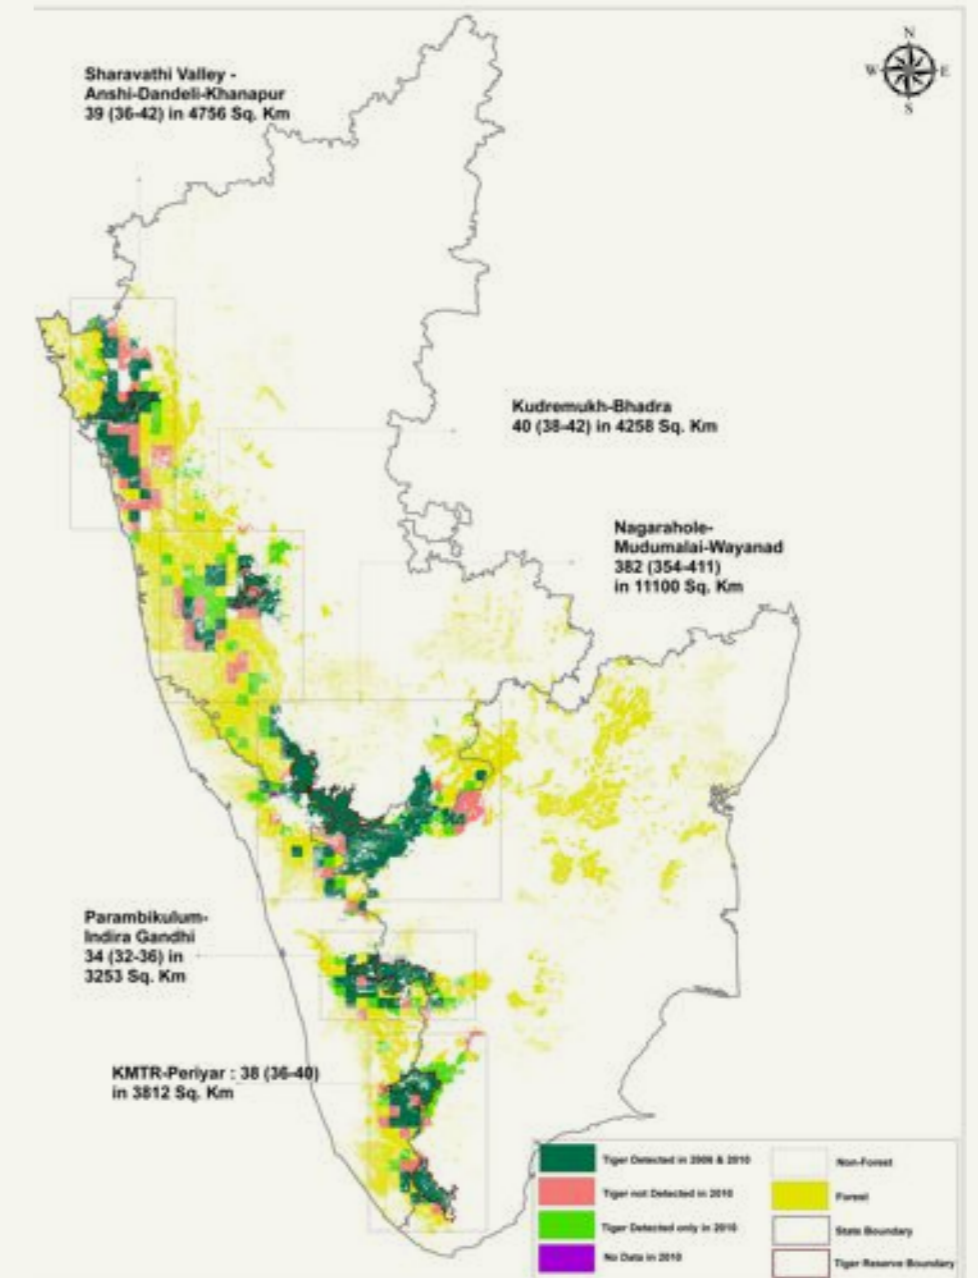 N
W E
S
Sharavathi Valley -
Anshi-Dandeli-Khanapur
39 (36-42) in 4756 Sq. Km
Kudremukh-Bhadra
40 (38-42) in 4258 Sq. Km
Nagarahole-
Mudumalai-Wayanad
382 (354-411)
in 11100 Sq. Km
Parambikulum-
Indira Gandhi
34 (32-36) in
3253 Sq. Km
KMTR-Periyar : 38 (36-40)
in 3812 Sq. Km
Tiger Detected in 2006 & 2010
Tiger not Detected in 2010
Tiger Detected only in 2010
No Data in 2010
Non-Forest
Forest
State Boundary
Tiger Reserve Boundary